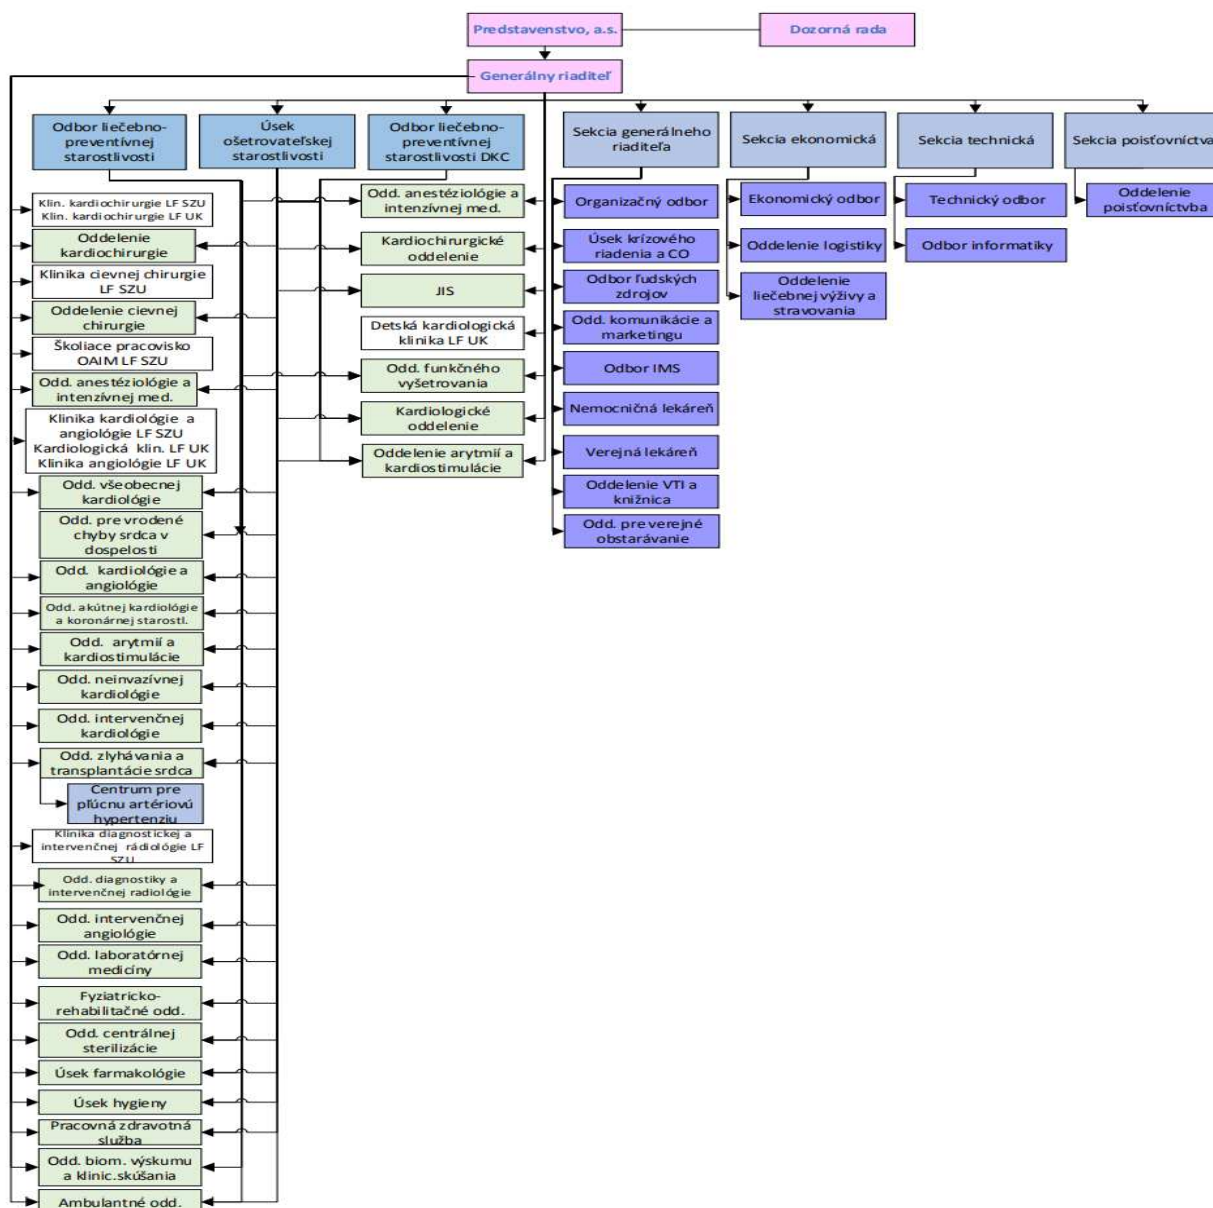 Predstavenstvo, a.s.
Dozorná rada
Generálny riaditeľ
Odbor liečebno-
preventívnej
starostlivosti
Úsek
ošetrovateľskej
starostlivosti
Odbor liečebno-
preventívnej
starostlivosti DKC
Sekcia generálneho
riaditeľa
Sekcia ekonomická
Sekcia technická
Sekcia poisťovníctva
Klin. kardiochirurgie LF SZU
Klin. kardiochirurgie LF UK
Oddelenie
kardiochirurgie
Klinika cievnej chirurgie
LF SZU
Oddelenie cievnej
chirurgie
Školiace pracovisko
OAIM LF SZU
Odd. anestéziológie a
intenzívnej med.
Klinika kardiológie a
angiológie LF SZU
Kardiologická klin. LF UK
Klinika angiológie LF UK
Odd. všeobecnej
kardiológie
Odd. pre vrodené
chyby srdca v
dospelosti
Odd. kardiológie a
angiológie
Odd. akútnej kardiológie
a koronárnej starostl.
Odd. arytmií a
kardiostimulácie
Odd. neinvazívnej
kardiológie
Odd. intervenčnej
kardiológie
Odd. zlyhávania a
transplantácie srdca
Centrum pre
pľúcnu artériovú
hypertenziu
Klinika diagnostickej a
intervenčnej rádiológie LF
SZU
Odd. diagnostiky a
intervenčnej radiológie
Odd. intervenčnej
angiológie
Odd. laboratórnej
medicíny
Fyziatricko-
rehabilitačné odd.
Odd. centrálnej
sterilizácie
Úsek farmakológie
Úsek hygieny
Pracovná zdravotná
služba
Odd. biom. výskumu
a klinic.skúšania
Ambulantné odd.
Odd. anestéziológie a
intenzívnej med.
Kardiochirurgické
oddelenie
JIS
Detská kardiologická
klinika LF UK
Odd. funkčného
vyšetrovania
Kardiologické
oddelenie
Oddelenie arytmií a
kardiostimulácie
Organizačný odbor
Úsek krízového
riadenia a CO
Odbor ľudských
zdrojov
Odd. komunikácie a
marketingu
Odbor IMS
Nemocničná lekáreň
Verejná lekáreň
Oddelenie VTI a
knižnica
Odd. pre verejné
obstarávanie
Ekonomický odbor
Oddelenie logistiky
Oddelenie
liečebnej výživy a
stravovania
Technický odbor
Odbor informatiky
Oddelenie
poisťovníctvba